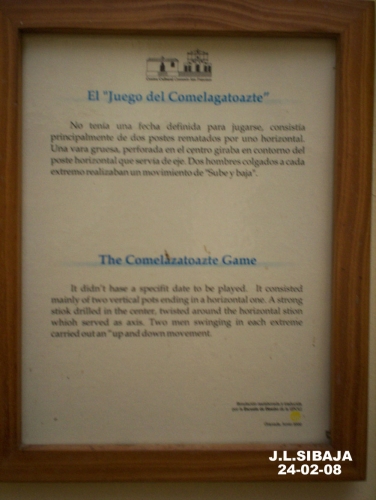 El "Juego del Comelagatoazte"
No tenia una fecha definida para jugarse, consistía
principalmente de dos postes rematados por uno horizontal.
Una vara gruesa, perforada en el centro giraba en contorno del
poste horizontal que servía de eje. Dos hombres colgados a cada
extremo realizaban un movimiento de "Sube y baja".
The Comelazatoazte Game
It didn't hase a specifit date to be played. It consisted
mainly of two vertical pots ending in a horizontal one. A strong
stiok drilled in the center, twisted around the horizontal stion
whioh served as axis. Two men swinging in each extreme
carried out an "up and down movement.
J.L.SIBAJA
24-02-08